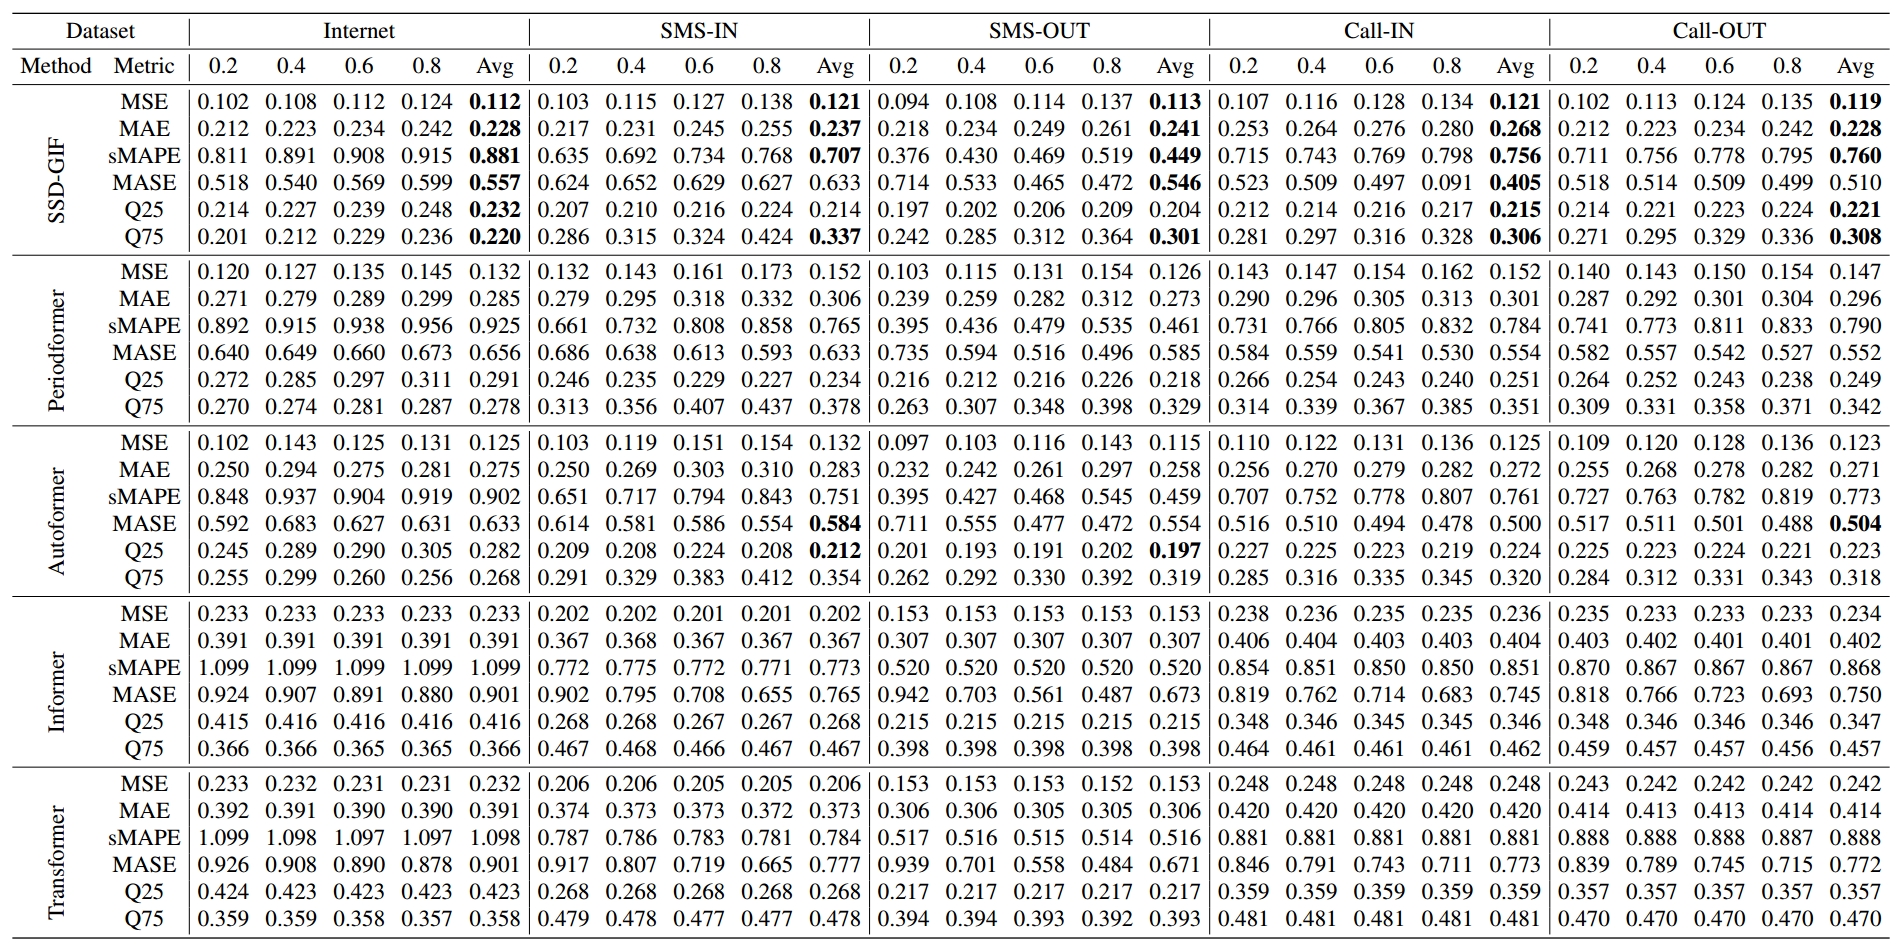 Dataset Internet SMS-IN SMS-OUT Call-IN Call-OUT
Method Metric 0.2 0.4 0.6 0.8 Avg 0.2 0.4 0.6 0.8 Avg 0.2 0.4 0.6 0.8 Avg 0.2 0.4 0.6 0.8 Avg 0.2 0.4 0.6 0.8 Avg
SSD-GIF
MSE 0.102 0.108 0.112 0.124 0.112 0.103 0.115 0.127 0.138 0.121 0.094 0.108 0.114 0.137 0.113 0.107 0.116 0.128 0.134 0.121 0.102 0.113 0.124 0.135 0.119
MAE 0.212 0.223 0.234 0.242 0.228 0.217 0.231 0.245 0.255 0.237 0.218 0.234 0.249 0.261 0.241 0.253 0.264 0.276 0.280 0.268 0.212 0.223 0.234 0.242 0.228
sMAPE 0.811 0.891 0.908 0.915 0.881 0.635 0.692 0.734 0.768 0.707 0.376 0.430 0.469 0.519 0.449 0.715 0.743 0.769 0.798 0.756 0.711 0.756 0.778 0.795 0.760
MASE 0.518 0.540 0.569 0.599 0.557 0.624 0.652 0.629 0.627 0.633 0.714 0.533 0.465 0.472 0.546 0.523 0.509 0.497 0.091 0.405 0.518 0.514 0.509 0.499 0.510
Q25 0.214 0.227 0.239 0.248 0.232 0.207 0.210 0.216 0.224 0.214 0.197 0.202 0.206 0.209 0.204 0.212 0.214 0.216 0.217 0.215 0.214 0.221 0.223 0.224 0.221
Q75 0.201 0.212 0.229 0.236 0.220 0.286 0.315 0.324 0.424 0.337 0.242 0.285 0.312 0.364 0.301 0.281 0.297 0.316 0.328 0.306 0.271 0.295 0.329 0.336 0.308
Periodformer
MSE 0.120 0.127 0.135 0.145 0.132 0.132 0.143 0.161 0.173 0.152 0.103 0.115 0.131 0.154 0.126 0.143 0.147 0.154 0.162 0.152 0.140 0.143 0.150 0.154 0.147
MAE 0.271 0.279 0.289 0.299 0.285 0.279 0.295 0.318 0.332 0.306 0.239 0.259 0.282 0.312 0.273 0.290 0.296 0.305 0.313 0.301 0.287 0.292 0.301 0.304 0.296
sMAPE 0.892 0.915 0.938 0.956 0.925 0.661 0.732 0.808 0.858 0.765 0.395 0.436 0.479 0.535 0.461 0.731 0.766 0.805 0.832 0.784 0.741 0.773 0.811 0.833 0.790
MASE 0.640 0.649 0.660 0.673 0.656 0.686 0.638 0.613 0.593 0.633 0.735 0.594 0.516 0.496 0.585 0.584 0.559 0.541 0.530 0.554 0.582 0.557 0.542 0.527 0.552
Q25 0.272 0.285 0.297 0.311 0.291 0.246 0.235 0.229 0.227 0.234 0.216 0.212 0.216 0.226 0.218 0.266 0.254 0.243 0.240 0.251 0.264 0.252 0.243 0.238 0.249
Q75 0.270 0.274 0.281 0.287 0.278 0.313 0.356 0.407 0.437 0.378 0.263 0.307 0.348 0.398 0.329 0.314 0.339 0.367 0.385 0.351 0.309 0.331 0.358 0.371 0.342
Autoformer
MSE 0.102 0.143 0.125 0.131 0.125 0.103 0.119 0.151 0.154 0.132 0.097 0.103 0.116 0.143 0.115 0.110 0.122 0.131 0.136 0.125 0.109 0.120 0.128 0.136 0.123
MAE 0.250 0.294 0.275 0.281 0.275 0.250 0.269 0.303 0.310 0.283 0.232 0.242 0.261 0.297 0.258 0.256 0.270 0.279 0.282 0.272 0.255 0.268 0.278 0.282 0.271
sMAPE 0.848 0.937 0.904 0.919 0.902 0.651 0.717 0.794 0.843 0.751 0.395 0.427 0.468 0.545 0.459 0.707 0.752 0.778 0.807 0.761 0.727 0.763 0.782 0.819 0.773
MASE 0.592 0.683 0.627 0.631 0.633 0.614 0.581 0.586 0.554 0.584 0.711 0.555 0.477 0.472 0.554 0.516 0.510 0.494 0.478 0.500 0.517 0.511 0.501 0.488 0.504
Q25 0.245 0.289 0.290 0.305 0.282 0.209 0.208 0.224 0.208 0.212 0.201 0.193 0.191 0.202 0.197 0.227 0.225 0.223 0.219 0.224 0.225 0.223 0.224 0.221 0.223
Q75 0.255 0.299 0.260 0.256 0.268 0.291 0.329 0.383 0.412 0.354 0.262 0.292 0.330 0.392 0.319 0.285 0.316 0.335 0.345 0.320 0.284 0.312 0.331 0.343 0.318
Informer
MSE 0.233 0.233 0.233 0.233 0.233 0.202 0.202 0.201 0.201 0.202 0.153 0.153 0.153 0.153 0.153 0.238 0.236 0.235 0.235 0.236 0.235 0.233 0.233 0.233 0.234
MAE 0.391 0.391 0.391 0.391 0.391 0.367 0.368 0.367 0.367 0.367 0.307 0.307 0.307 0.307 0.307 0.406 0.404 0.403 0.403 0.404 0.403 0.402 0.401 0.401 0.402
sMAPE 1.099 1.099 1.099 1.099 1.099 0.772 0.775 0.772 0.771 0.773 0.520 0.520 0.520 0.520 0.520 0.854 0.851 0.850 0.850 0.851 0.870 0.867 0.867 0.867 0.868
MASE 0.924 0.907 0.891 0.880 0.901 0.902 0.795 0.708 0.655 0.765 0.942 0.703 0.561 0.487 0.673 0.819 0.762 0.714 0.683 0.745 0.818 0.766 0.723 0.693 0.750
Q25 0.415 0.416 0.416 0.416 0.416 0.268 0.268 0.267 0.267 0.268 0.215 0.215 0.215 0.215 0.215 0.348 0.346 0.345 0.345 0.346 0.348 0.346 0.346 0.346 0.347
Q75 0.366 0.366 0.365 0.365 0.366 0.467 0.468 0.466 0.467 0.467 0.398 0.398 0.398 0.398 0.398 0.464 0.461 0.461 0.461 0.462 0.459 0.457 0.457 0.456 0.457
Transformer
MSE 0.233 0.232 0.231 0.231 0.232 0.206 0.206 0.205 0.205 0.206 0.153 0.153 0.153 0.152 0.153 0.248 0.248 0.248 0.248 0.248 0.243 0.242 0.242 0.242 0.242
MAE 0.392 0.391 0.390 0.390 0.391 0.374 0.373 0.373 0.372 0.373 0.306 0.306 0.305 0.305 0.306 0.420 0.420 0.420 0.420 0.420 0.414 0.413 0.413 0.414 0.414
sMAPE 1.099 1.098 1.097 1.097 1.098 0.787 0.786 0.783 0.781 0.784 0.517 0.516 0.515 0.514 0.516 0.881 0.881 0.881 0.881 0.881 0.888 0.888 0.888 0.887 0.888
MASE 0.926 0.908 0.890 0.878 0.901 0.917 0.807 0.719 0.665 0.777 0.939 0.701 0.558 0.484 0.671 0.846 0.791 0.743 0.711 0.773 0.839 0.789 0.745 0.715 0.772
Q25 0.424 0.423 0.423 0.423 0.423 0.268 0.268 0.268 0.268 0.268 0.217 0.217 0.217 0.217 0.217 0.359 0.359 0.359 0.359 0.359 0.357 0.357 0.357 0.357 0.357
Q75 0.359 0.359 0.358 0.357 0.358 0.479 0.478 0.477 0.477 0.478 0.394 0.394 0.393 0.392 0.393 0.481 0.481 0.481 0.481 0.481 0.470 0.470 0.470 0.470 0.470